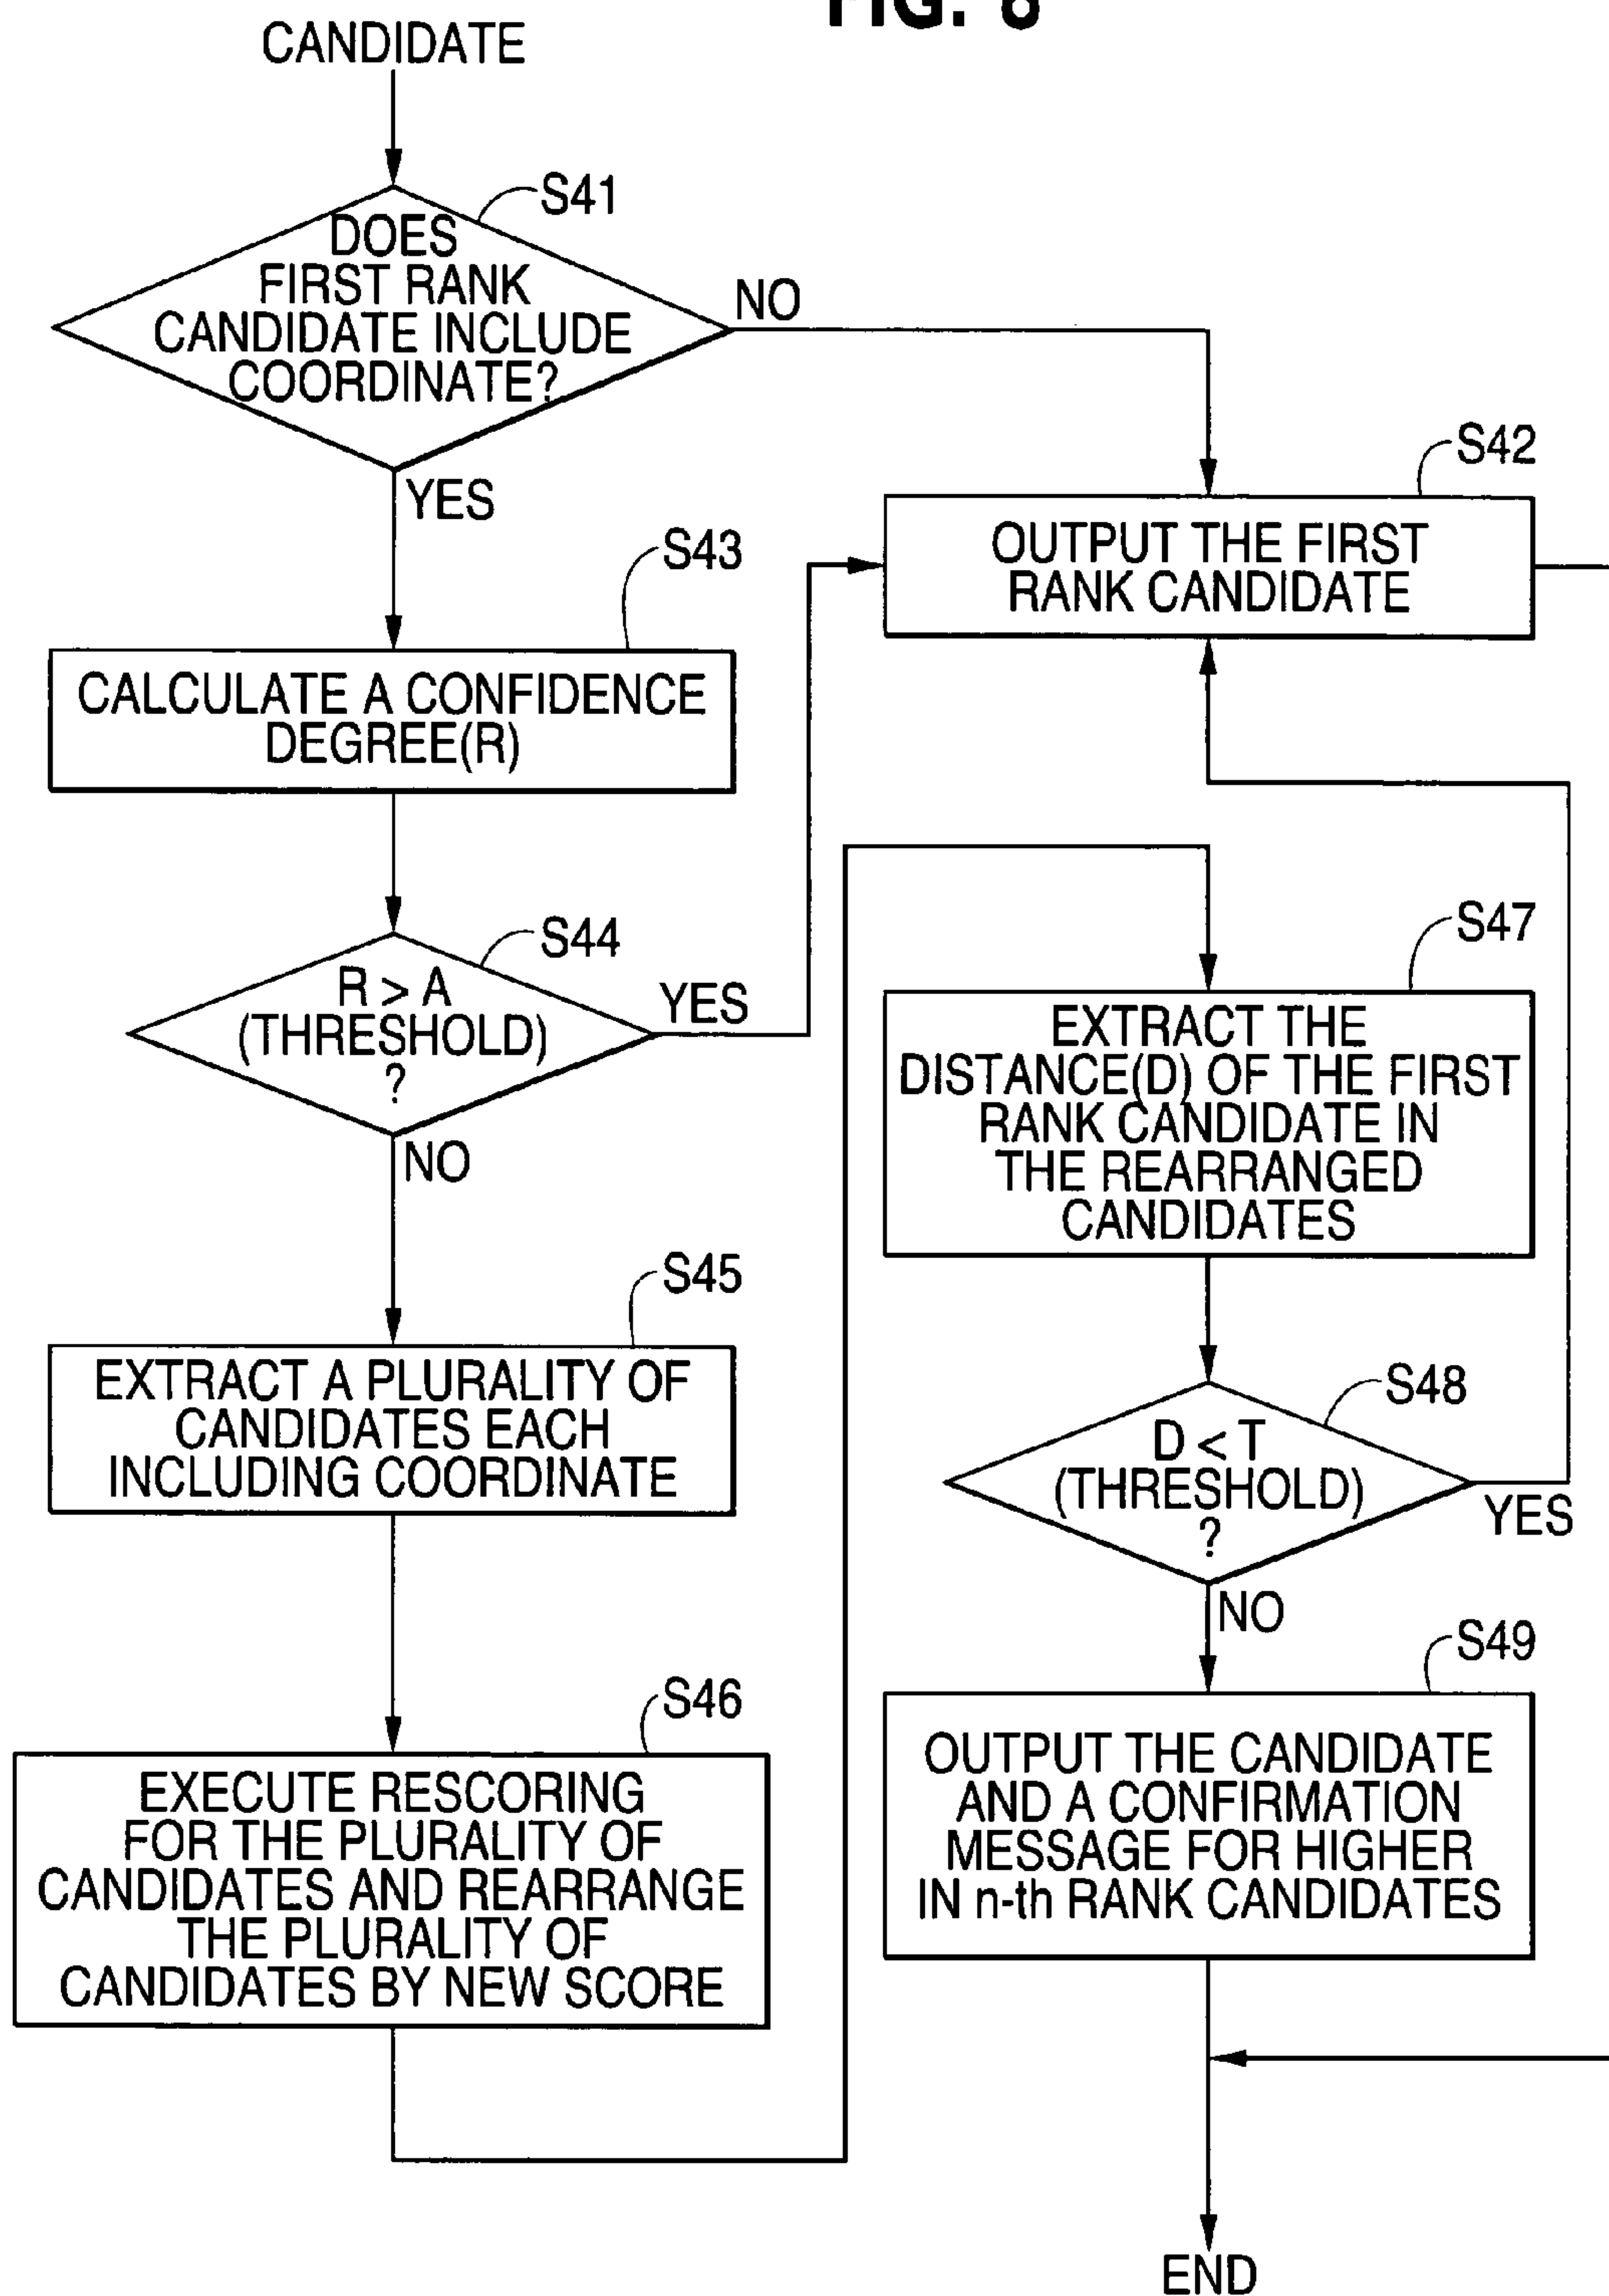 FIG. 8
CANDIDATE
S41
DOES
FIRST RANK
CANDIDATE INCLUDE
COORDINATE?
NO
YES
S42
OUTPUT THE FIRST
RANK CANDIDATE
S43
CALCULATE A CONFIDENCE
DEGREE(R)
S44
R > A
(THRESHOLD)
?
YES
NO
S45
EXTRACT A PLURALITY OF
CANDIDATES EACH
INCLUDING COORDINATE
S46
EXECUTE RESCORING
FOR THE PLURALITY OF
CANDIDATES AND REARRANGE
THE PLURALITY OF
CANDIDATES BY NEW SCORE
S47
EXTRACT THE
DISTANCE(D) OF THE FIRST
RANK CANDIDATE IN
THE REARRANGED
CANDIDATES
S48
D < T
(THRESHOLD)
?
YES
NO
S49
OUTPUT THE CANDIDATE
AND A CONFIRMATION
MESSAGE FOR HIGHER
IN n-th RANK CANDIDATES
END